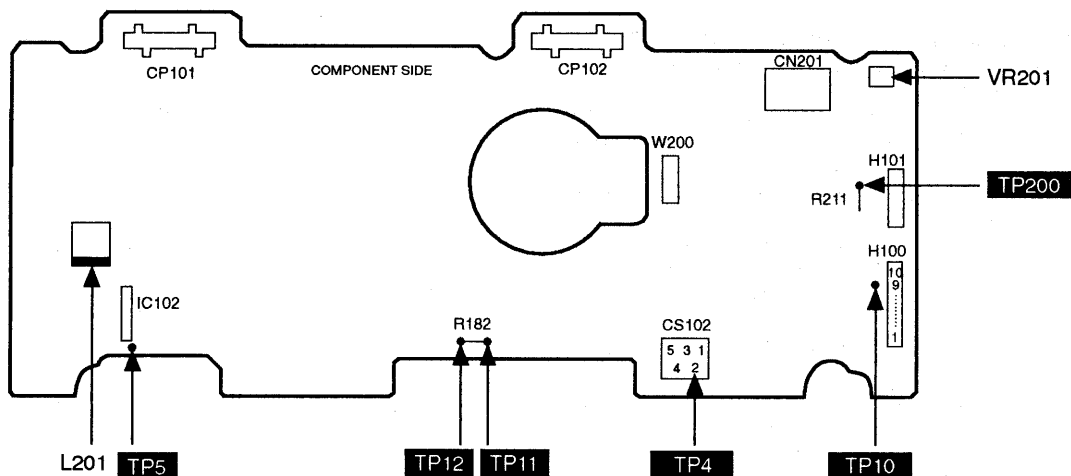 CP101
COMPONENT SIDE
CP102
CN201
VR201
W200
H101
R211
TP200
H100
10
9
1
IC102
R182
CS102
5 3 1
4 2
L201
TP5
TP12
TP11
TP4
TP10